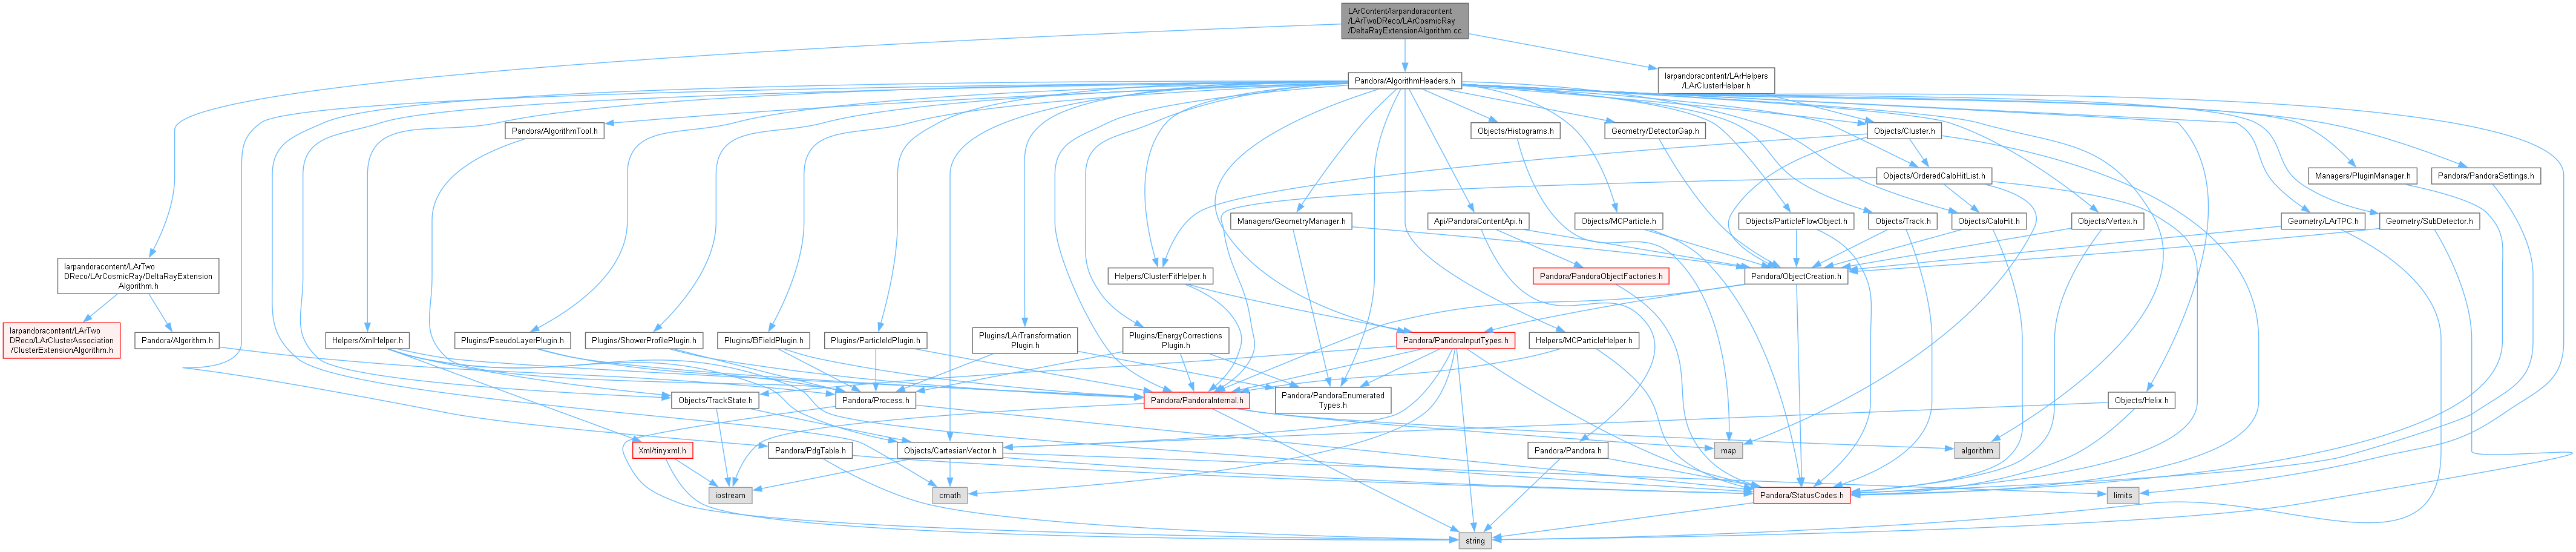 LArContent/larpandoracontent
/LArTwoDReco/LArCosmicRay
/DeltaRayExtensionAlgorithm.cc
Pandora/AlgorithmHeaders.h
larpandoracontent/LArHelpers
/LArClusterHelper.h
Pandora/AlgorithmTool.h
Objects/Histograms.h
Geometry/DetectorGap.h
Objects/Cluster.h
Objects/OrderedCaloHitList.h
Managers/PluginManager.h
Pandora/PandoraSettings.h
Managers/GeometryManager.h
Api/PandoraContentApi.h
Objects/MCParticle.h
Objects/ParticleFlowObject.h
Objects/Track.h
Objects/CaloHit.h
Objects/Vertex.h
Geometry/LArTPC.h
Geometry/SubDetector.h
larpandoracontent/LArTwo
DReco/LArCosmicRay/DeltaRayExtension
Algorithm.h
Helpers/ClusterFitHelper.h
Pandora/PandoraObjectFactories.h
Pandora/ObjectCreation.h
larpandoracontent/LArTwo
DReco/LArClusterAssociation
/ClusterExtensionAlgorithm.h
Pandora/Algorithm.h
Helpers/XmlHelper.h
Plugins/PseudoLayerPlugin.h
Plugins/ShowerProfilePlugin.h
Plugins/BFieldPlugin.h
Plugins/ParticleIdPlugin.h
Plugins/LArTransformation
Plugin.h
Plugins/EnergyCorrections
Plugin.h
Pandora/PandoraInputTypes.h
Helpers/MCParticleHelper.h
Objects/TrackState.h
Pandora/Process.h
Pandora/PandoraInternal.h
Pandora/PandoraEnumerated
Types.h
Objects/Helix.h
Xml/tinyxml.h
Pandora/PdgTable.h
Objects/CartesianVector.h
map
Pandora/Pandora.h
algorithm
iostream
cmath
Pandora/StatusCodes.h
limits
string